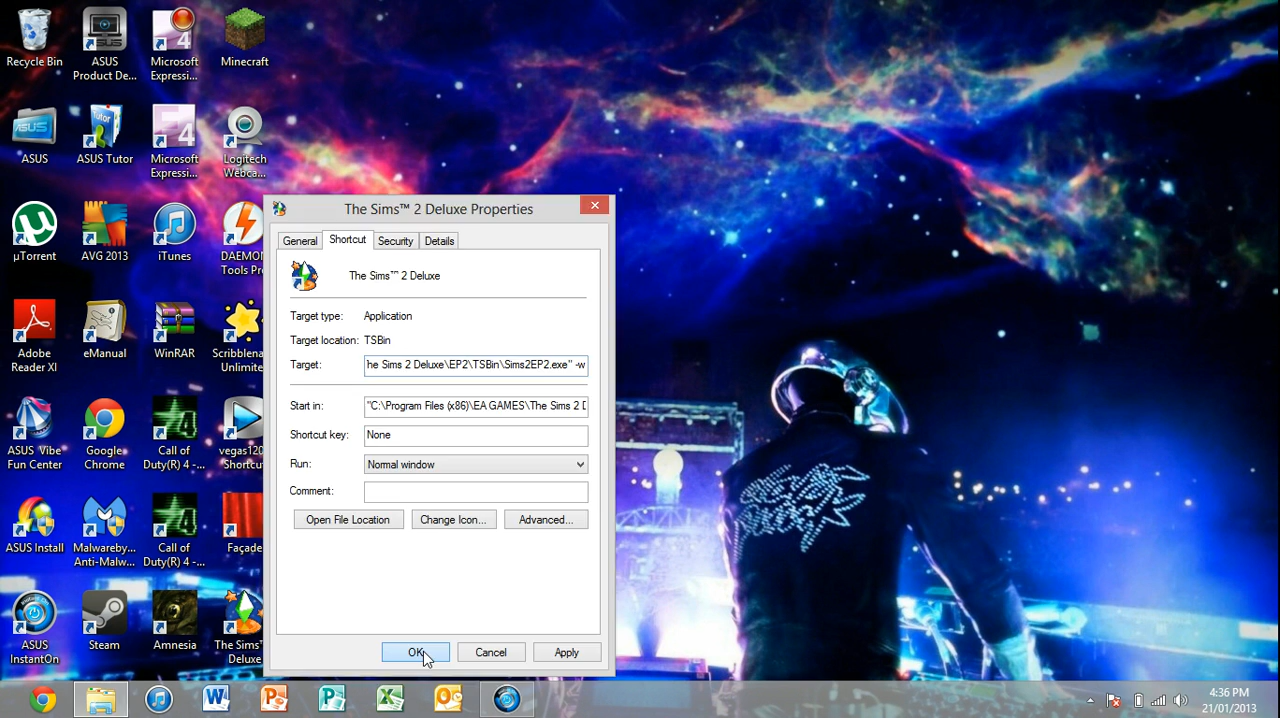 Recycle Bin
ASUS
Product De...
Microsoft
Expressi...
Minecraft
ASUS
ASUS Tutor
Microsoft
Expressi...
Logitech
Webca...
µTorrent
AVG 2013
iTunes
DAEMON
Tools Pr
Adobe
Reader XI
eManual
WinRAR
Scribblena
Unlimite
ASUS Vibe
Fun Center
Google
Chrome
Call of
Duty(R) 4 -...
vegas120
Shortcu
ASUS Install
Malwareby...
Anti-Malw...
Call of
Duty(R) 4 -...
Façade
ASUS
InstantOn
Steam
Amnesia
The Sims
Deluxe
The Sims™ 2 Deluxe Properties
General
Shortcut
Security
Details
The Sims™ 2 Deluxe
Target type: Application
Target location: TSBin
Target: he Sims 2 Deluxe\EP2\TSBin\Sims2EP2.exe" -w
Start in: "C:\Program Files (x86)\EA GAMES\The Sims 2 D
Shortcut key: None
Run: Normal window
Comment:
Open File Location
Change Icon...
Advanced...
OK
Cancel
Apply
4:36 PM
21/01/2013